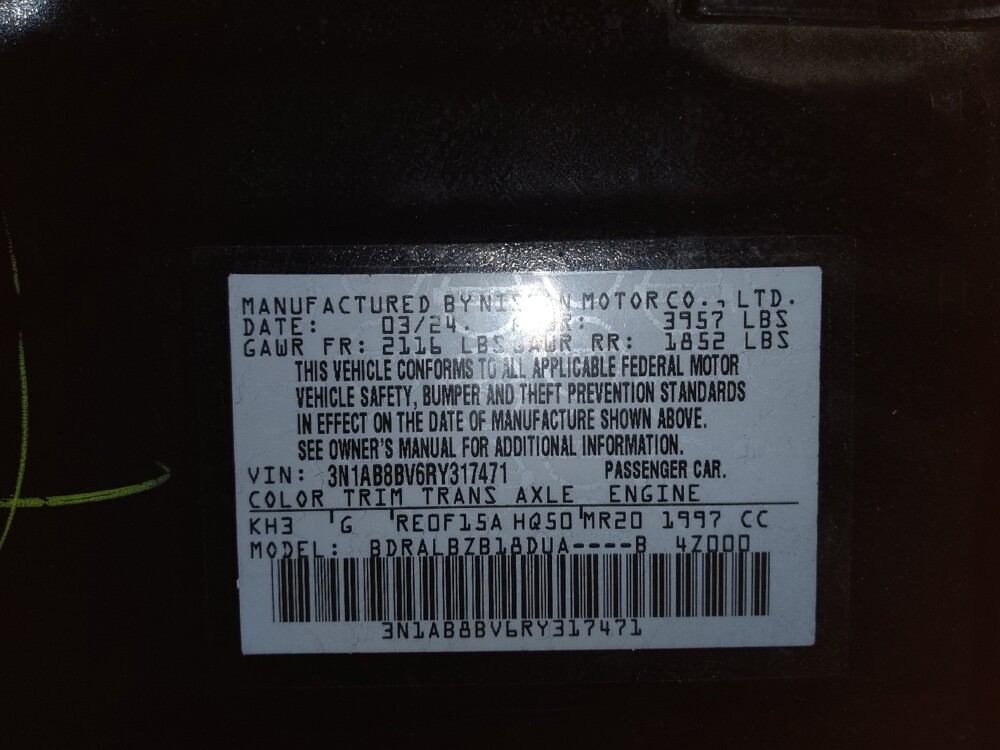 MANUFACTURED BY NISSAN MOTOR CO., LTD.
DATE: 03/24. 3957 LBS
GAWR FR: 2116 LBS GAWR RR: 1852 LBS
THIS VEHICLE CONFORMS TO ALL APPLICABLE FEDERAL MOTOR
VEHICLE SAFETY, BUMPER AND THEFT PREVENTION STANDARDS
IN EFFECT ON THE DATE OF MANUFACTURE SHOWN ABOVE.
SEE OWNER'S MANUAL FOR ADDITIONAL INFORMATION.
VIN: 3N1AB8BV6RY317471 PASSENGER CAR.
COLOR TRIM TRANS AXLE ENGINE
KH3 G RE0F15A HQ50 MR20 1997 CC
MODEL: BDRALBZB18DUA----B 4Z000
3N1AB8BV6RY317471